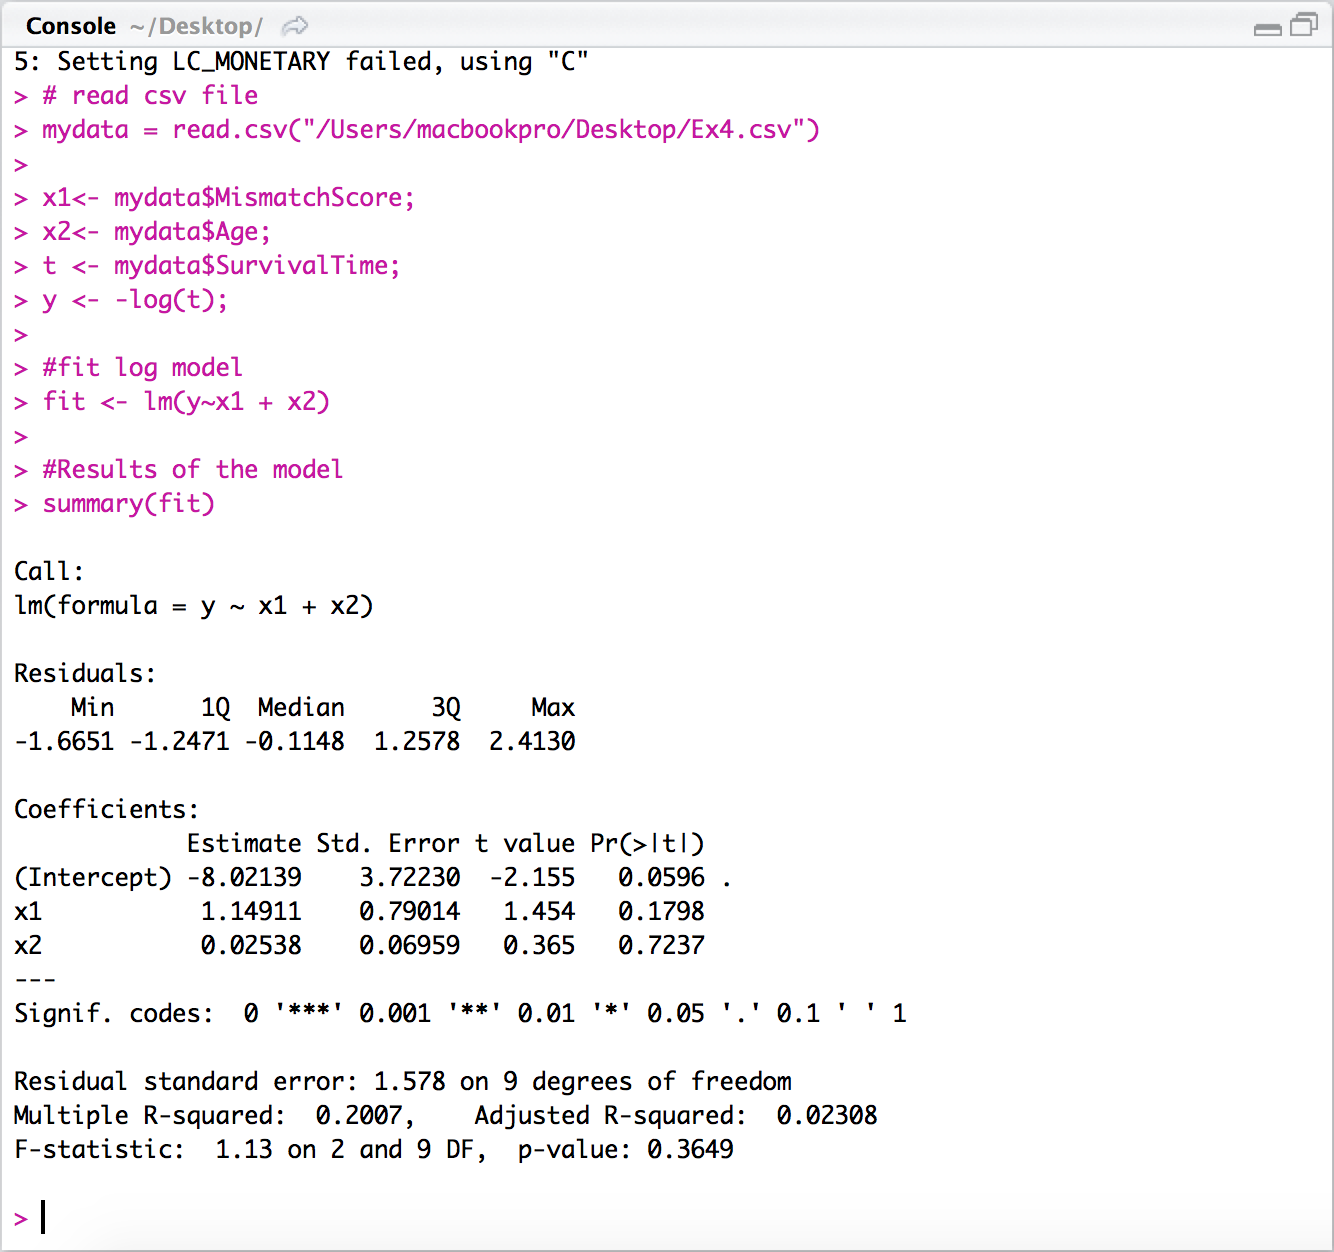 Console ~/Desktop/
5: Setting LC_MONETARY failed, using "C"
> # read csv file
> mydata = read.csv("/Users/macbookpro/Desktop/Ex4.csv")
>
> x1<- mydata$MismatchScore;
> x2<- mydata$Age;
> t <- mydata$SurvivalTime;
> y <- -log(t);
>
> #fit log model
> fit <- lm(y~x1 + x2)
>
> #Results of the model
> summary(fit)
Call:
lm(formula = y ~ x1 + x2)
Residuals:
    Min      1Q  Median      3Q     Max
-1.6651 -1.2471 -0.1148  1.2578  2.4130
Coefficients:
            Estimate Std. Error t value Pr(>|t|)
(Intercept) -8.02139    3.72230  -2.155   0.0596 .
x1           1.14911    0.79014   1.454   0.1798
x2           0.02538    0.06959   0.365   0.7237
---
Signif. codes:  0 '***' 0.001 '**' 0.01 '*' 0.05 '.' 0.1 ' ' 1
Residual standard error: 1.578 on 9 degrees of freedom
Multiple R-squared:  0.2007,    Adjusted R-squared:  0.02308
F-statistic:  1.13 on 2 and 9 DF,  p-value: 0.3649
>